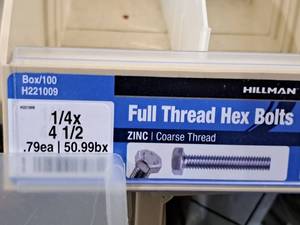 Box/100
H221009
HILLMAN
H221009
1/4x
4 1/2
.79ea | 50.99bx
Full Thread Hex Bolts
ZINC | Coarse Thread